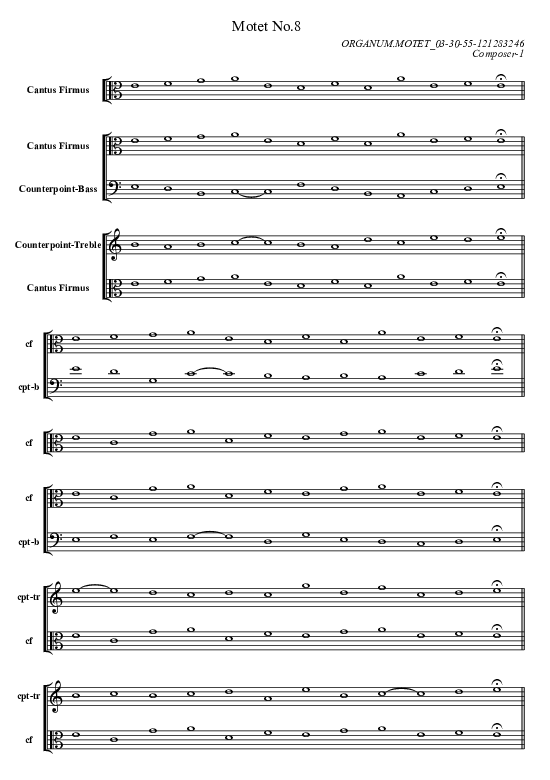 Motet No.8
ORGANUM.MOTET_03-30-55-121283246
Composer-1
Cantus Firmus
Cantus Firmus
Counterpoint-Bass
Counterpoint-Treble
Cantus Firmus
cf
cpt-b
cf
cf
cpt-b
cpt-tr
cf
cpt-tr
cf